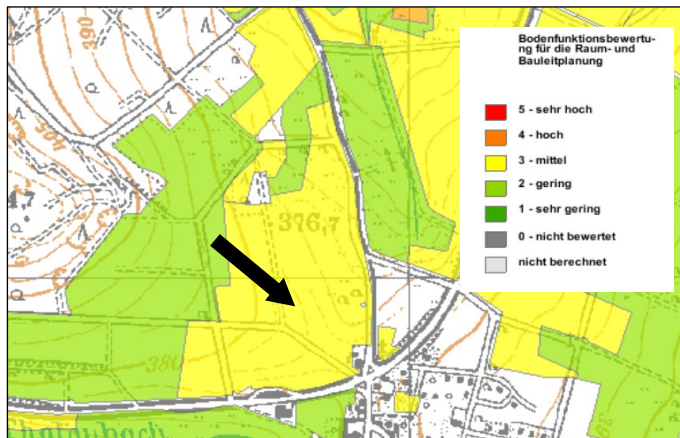 Bodenfunktionsbewertu-
ng für die Raum- und
Bauleitplanung
5 - sehr hoch
4 - hoch
3 - mittel
2 - gering
1 - sehr gering
0 - nicht bewertet
nicht berechnet
390
376,7
380